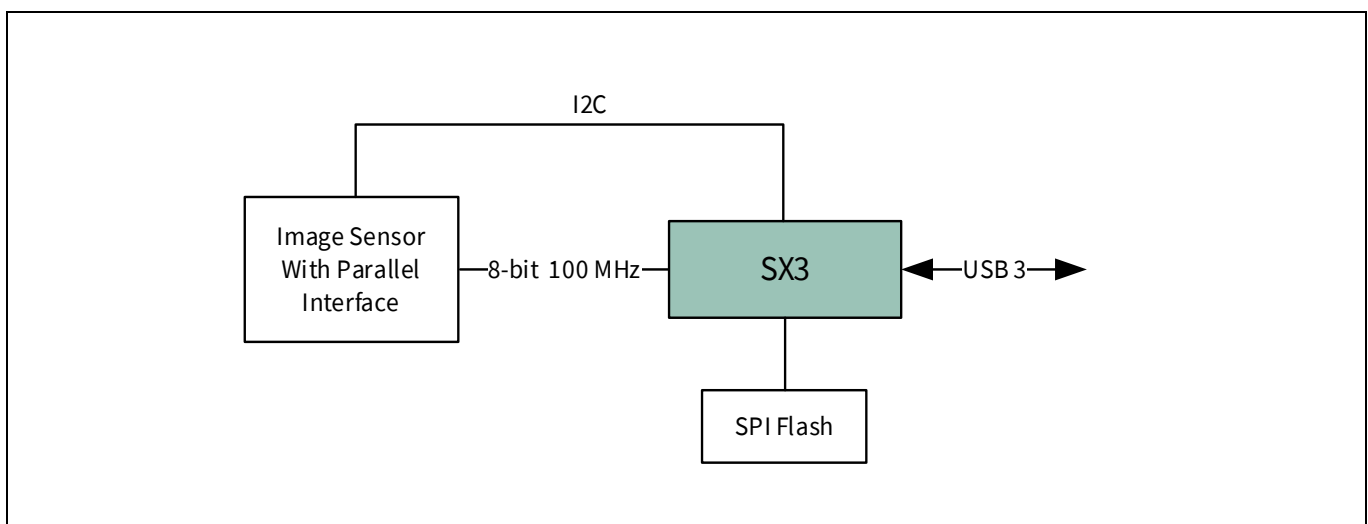 I2C
Image Sensor
With Parallel
Interface
8-bit 100 MHz
SX3
USB 3
SPI Flash